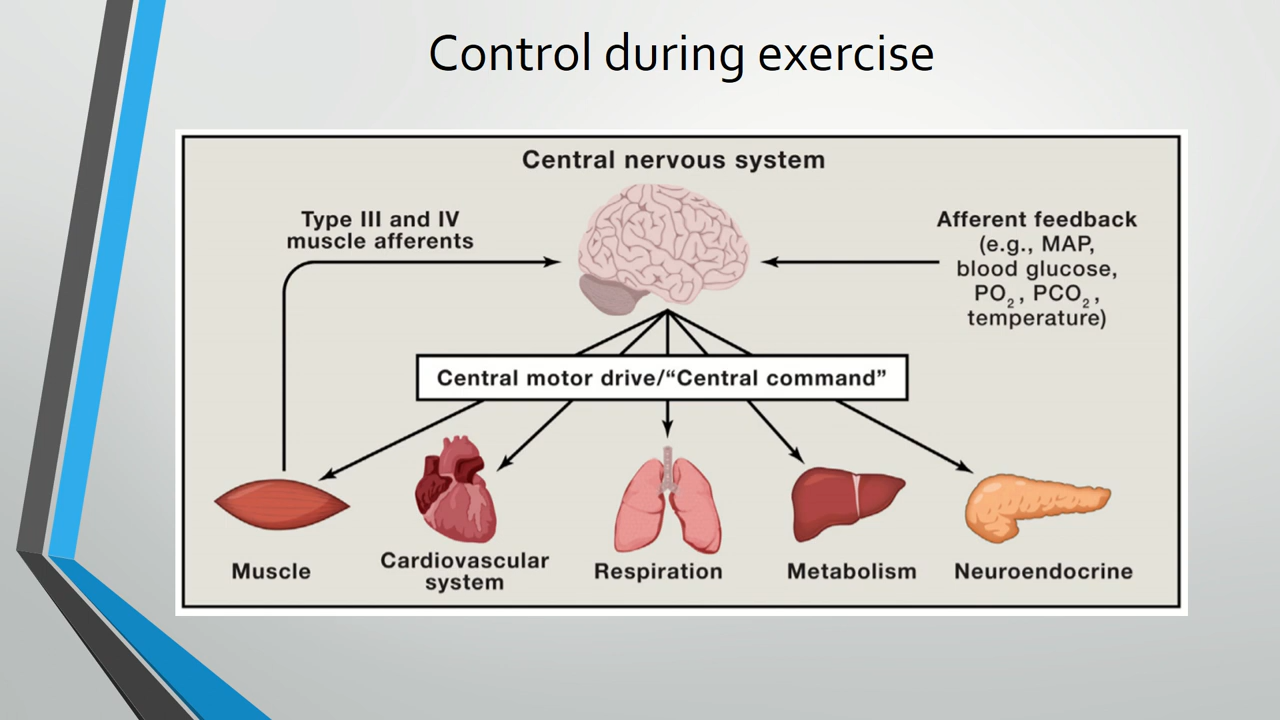 Control during exercise
Central nervous system
Type III and IV
muscle afferents
Afferent feedback
(e.g., MAP,
blood glucose,
PO₂, PCO₂,
temperature)
Central motor drive/“Central command”
Muscle
Cardiovascular
system
Respiration
Metabolism
Neuroendocrine